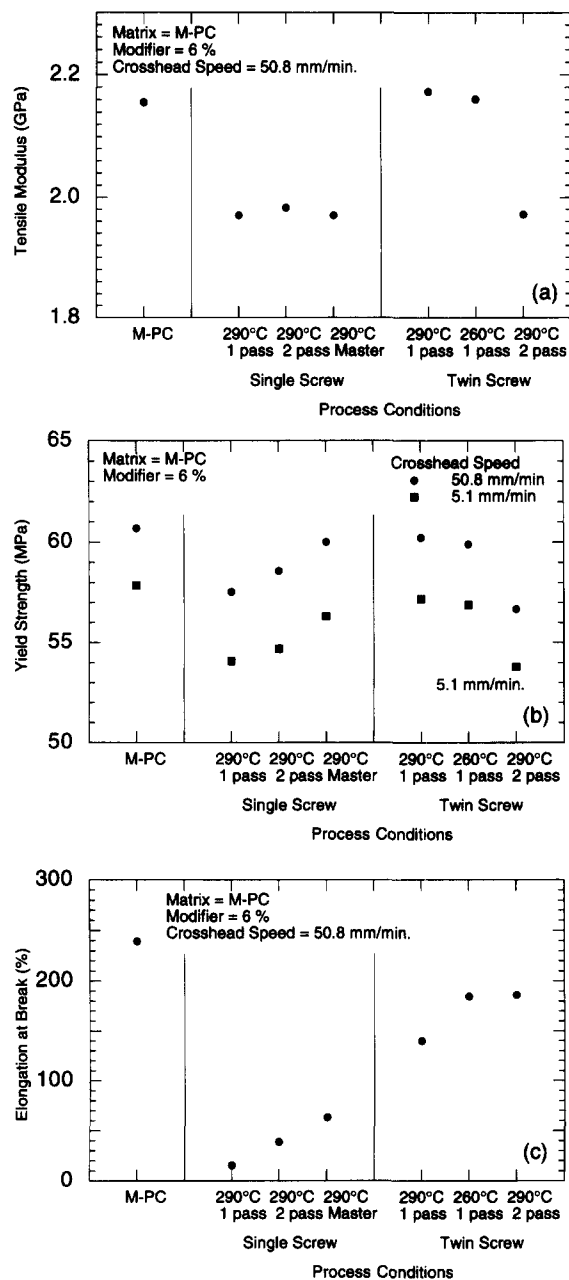 Matrix = M-PC
Modifier = 6 %
Crosshead Speed = 50.8 mm/min.
Tensile Modulus (GPa)
2.2
2.0
1.8
(a)
M-PC
290°C 290°C 290°C
1 pass 2 pass Master
290°C 260°C 290°C
1 pass 1 pass 2 pass
Single Screw
Twin Screw
Process Conditions
Matrix = M-PC
Modifier = 6 %
Crosshead Speed
50.8 mm/min
5.1 mm/min
Yield Strength (MPa)
65
60
55
50
5.1 mm/min.
(b)
M-PC
290°C 290°C 290°C
1 pass 2 pass Master
290°C 260°C 290°C
1 pass 1 pass 2 pass
Single Screw
Twin Screw
Process Conditions
Matrix = M-PC
Modifier = 6 %
Crosshead Speed = 50.8 mm/min.
Elongation at Break (%)
300
200
100
0
(c)
M-PC
290°C 290°C 290°C
1 pass 2 pass Master
290°C 260°C 290°C
1 pass 1 pass 2 pass
Single Screw
Twin Screw
Process Conditions